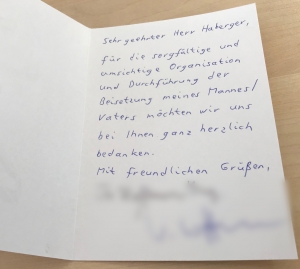 Sehr geehrter Herr Haberger,
für die sorgfältige und
umsichtige Organisation
und Durchführung der
Beisetzung meines Mannes/
Vaters möchten wir uns
bei Ihnen ganz herzlich
bedanken.
Mit freundlichen Grüßen,